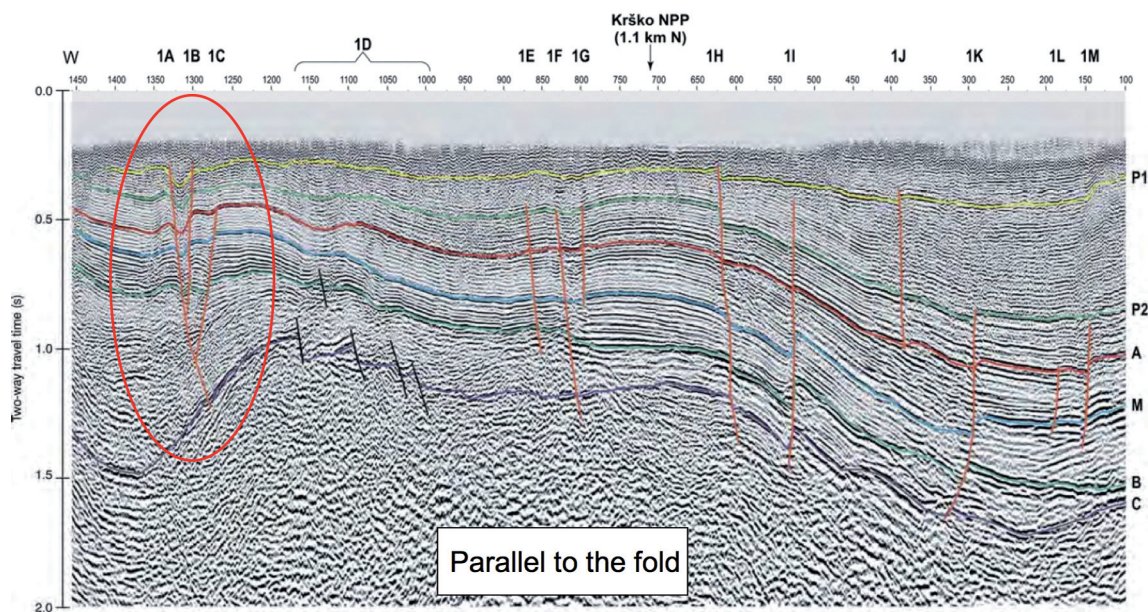 Krško NPP
(1.1 km N)
W 1A 1B 1C 1D 1E 1F 1G 1H 1I 1J 1K 1L 1M
1450 1400 1350 1300 1250 1200 1150 1100 1050 1000 950 900 850 800 750 700 650 600 550 500 450 400 350 300 250 200 150 100
0.0
P1
0.5
P2
1.0
A
M
1.5
B
C
2.0
Two-way travel time (s)
Parallel to the fold